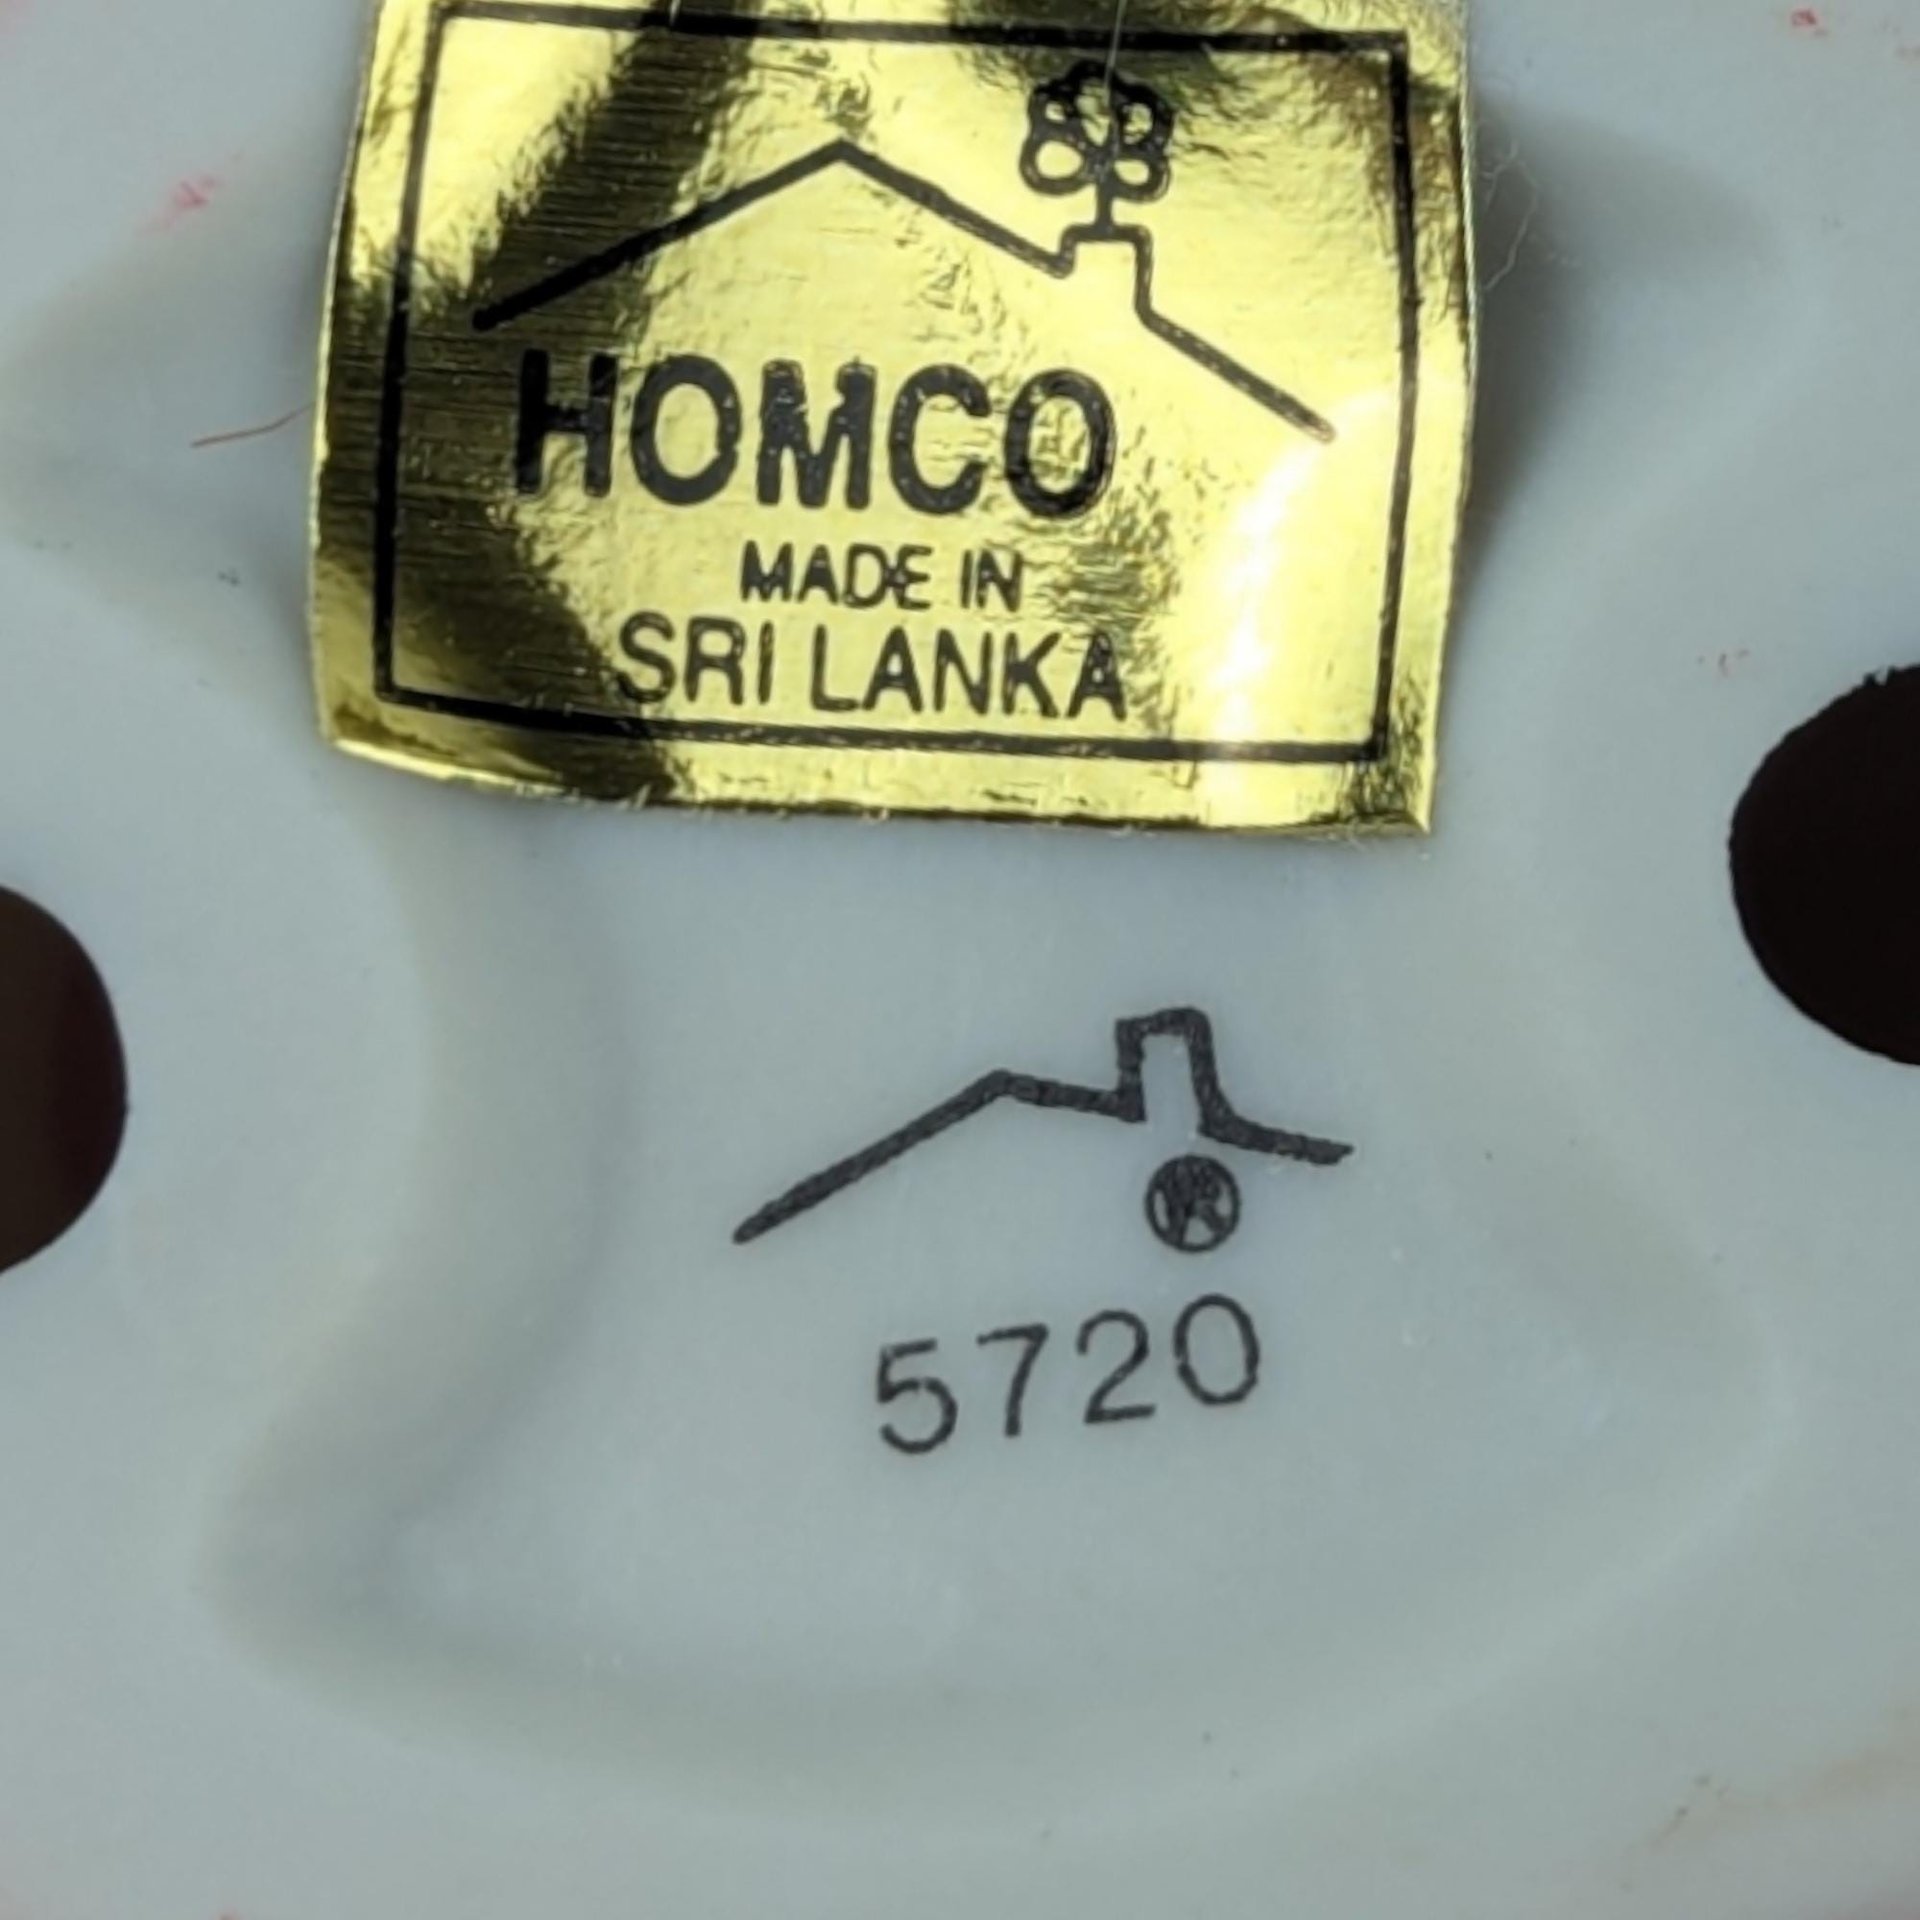 HOMCO
MADE IN
SRI LANKA
®
5720